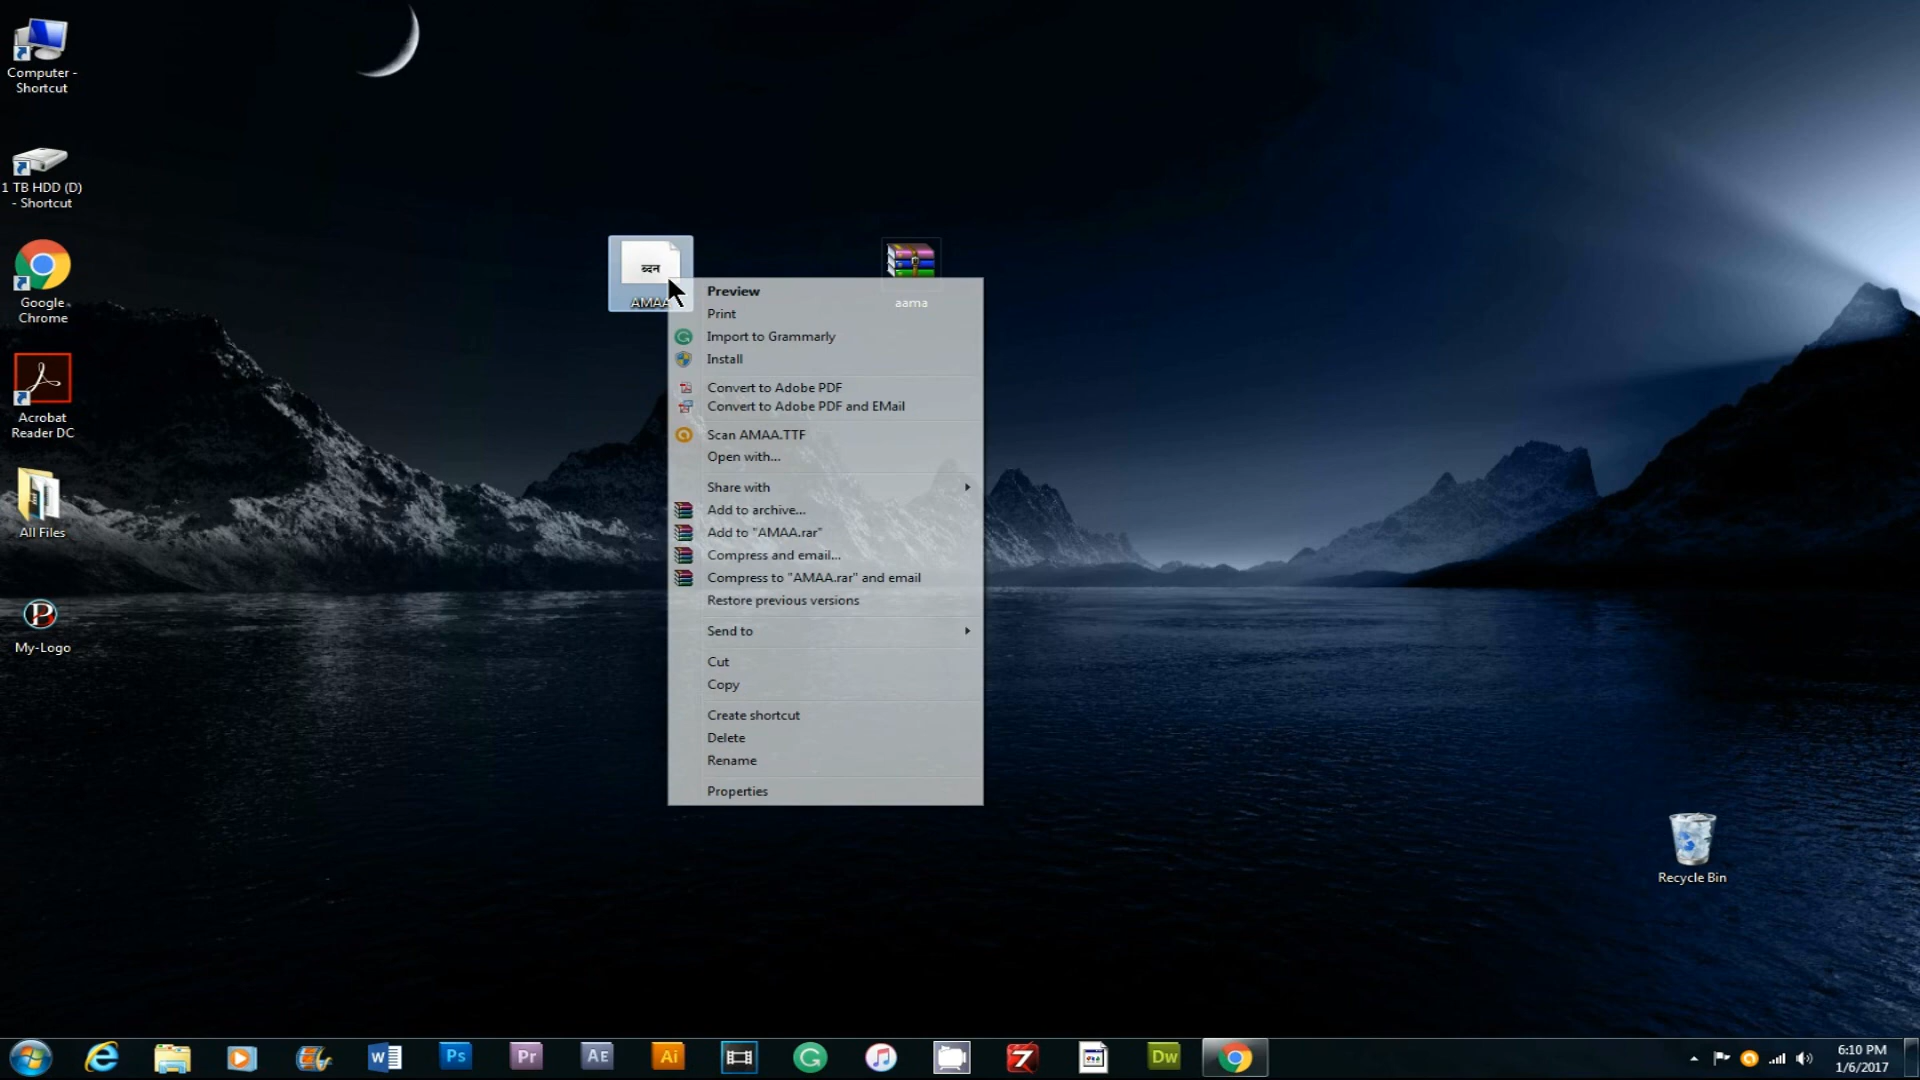 Computer -
Shortcut
1 TB HDD (D)
- Shortcut
Google
Chrome
Acrobat
Reader DC
All Files
My-Logo
AMAA
aama
Preview
Print
Import to Grammarly
Install
Convert to Adobe PDF
Convert to Adobe PDF and EMail
Scan AMAA.TTF
Open with...
Share with
Add to archive...
Add to "AMAA.rar"
Compress and email...
Compress to "AMAA.rar" and email
Restore previous versions
Send to
Cut
Copy
Create shortcut
Delete
Rename
Properties
Recycle Bin
W
Ps
Pr
AE
Ai
Dw
6:10 PM
1/6/2017